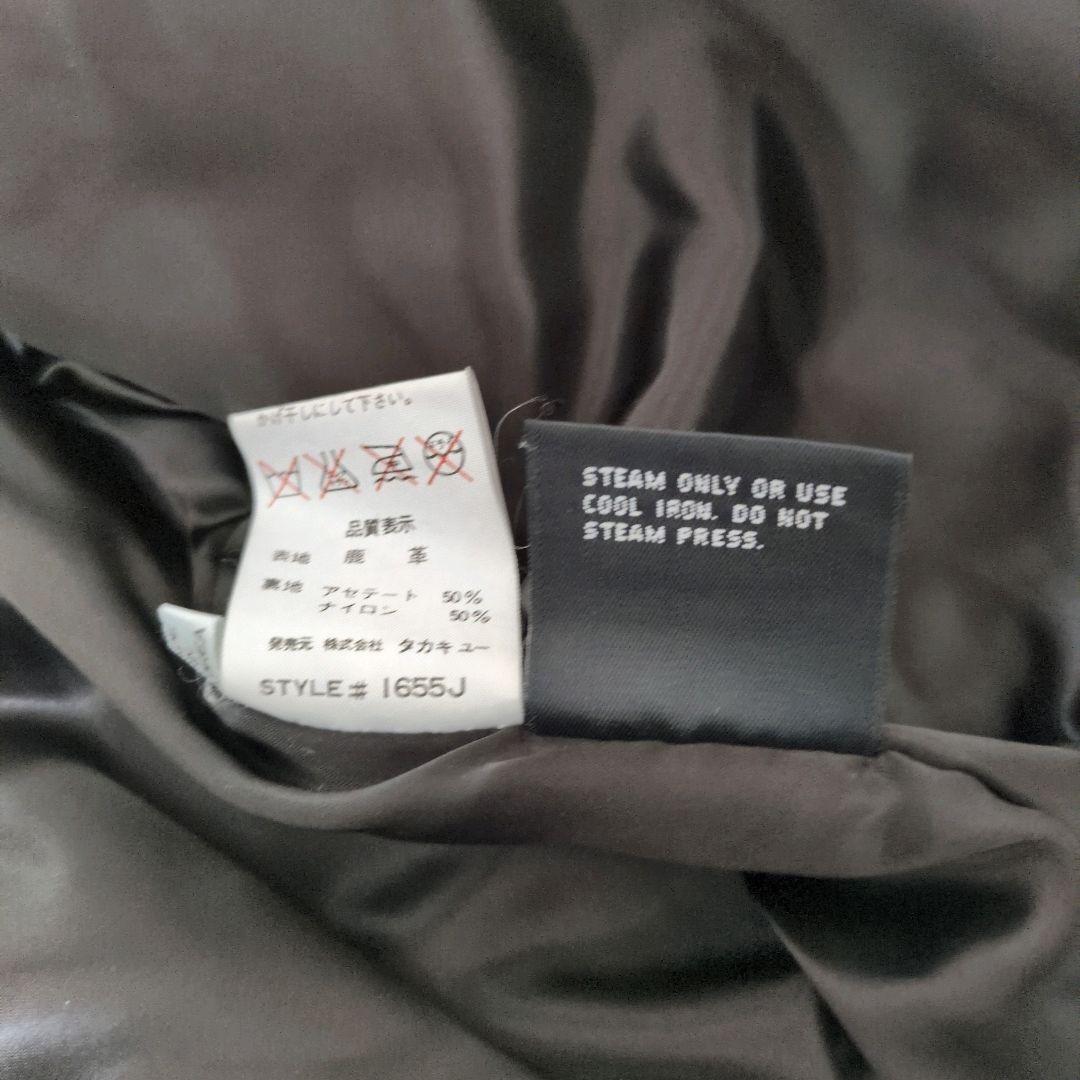 かげ干しにして下さい。
品質表示
表地 鹿 革
裏地 アセテート 50%
ナイロン 50%
発売元 株式会社 タカキユー
STYLE# 1655J
STEAM ONLY OR USE
COOL IRON. DO NOT
STEAM PRESS.